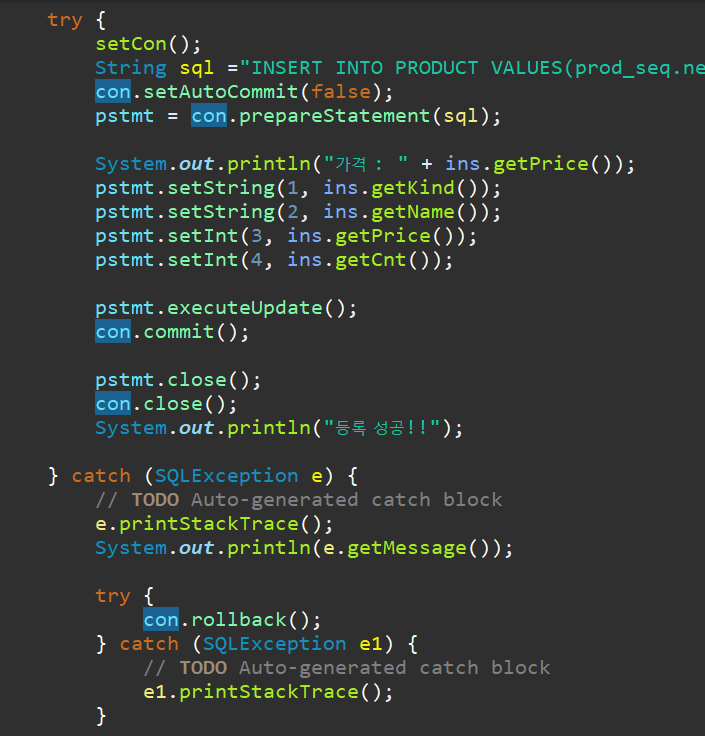 try {
setCon();
String sql ="INSERT INTO PRODUCT VALUES(prod_seq.ne
con.setAutoCommit(false);
pstmt = con.prepareStatement(sql);
System.out.println("가격 : " + ins.getPrice());
pstmt.setString(1, ins.getKind());
pstmt.setString(2, ins.getName());
pstmt.setInt(3, ins.getPrice());
pstmt.setInt(4, ins.getCnt());
pstmt.executeUpdate();
con.commit();
pstmt.close();
con.close();
System.out.println("등록 성공!!");
} catch (SQLException e) {
// TODO Auto-generated catch block
e.printStackTrace();
System.out.println(e.getMessage());
try {
con.rollback();
} catch (SQLException e1) {
// TODO Auto-generated catch block
e1.printStackTrace();
}